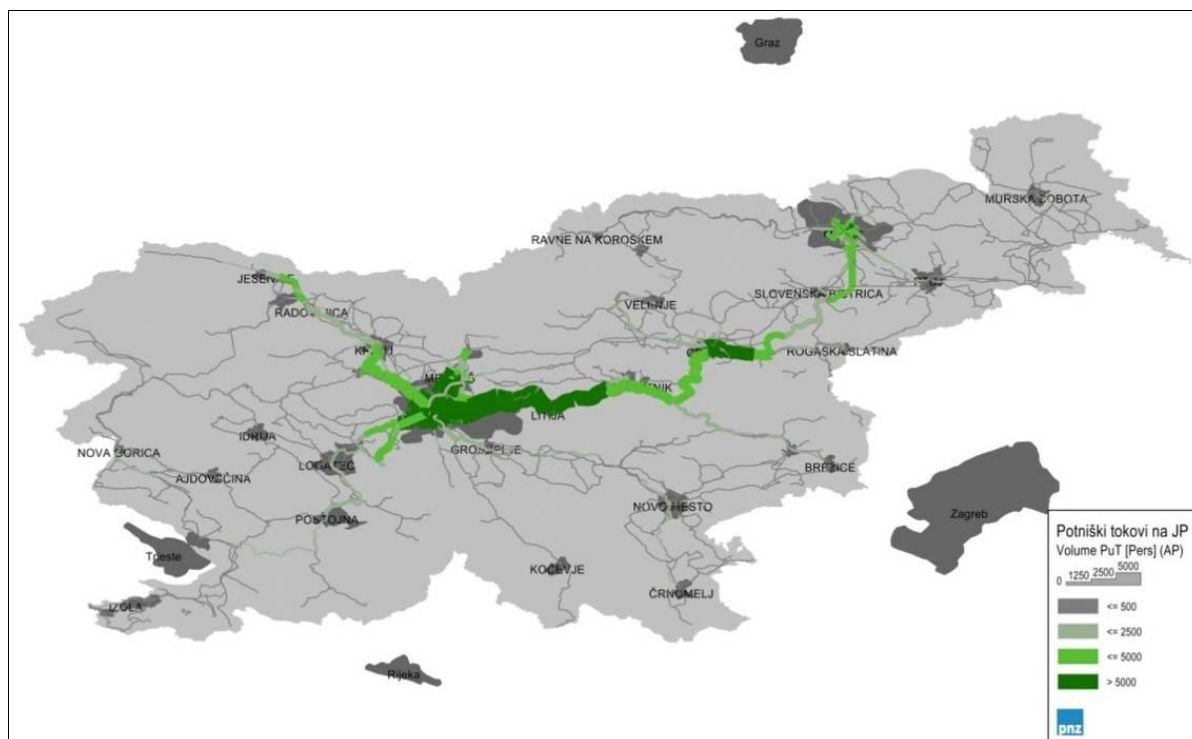 Graz
MURSKA SOBOTA
RAVNE NA KOROŠKEM
JESENICE
RADOVLJICA
VELENJE
SLOVENSKA BISTRICA
ROGAŠKA SLATINA
LITIJA
GROSUPLJE
IDRIJA
LOGATEC
NOVA GORICA
AJDOVŠČINA
BREŽICE
NOVO MESTO
POSTOJNA
Zagreb
Trieste
KOČEVJE
ČRNOMELJ
IZOLA
Rijeka
Potniški tokovi na JP
Volume PuT [Pers] (AP)
0 1250 2500 5000
<= 500
<= 2500
<= 5000
> 5000
pnz